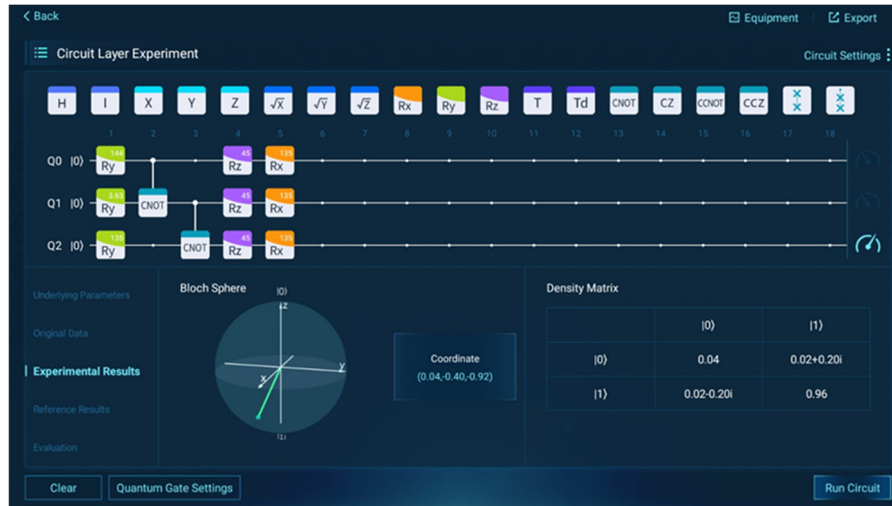 Back
Equipment Export
Circuit Layer Experiment
Circuit Settings
H I X Y Z √X √Y √Z Rx Ry Rz T Td CNOT CZ CCNOT CCZ
1 2 3 4 5 6 7 8 9 10 11 12 13 14 15 16 17 18
Q0 |0⟩ 144 Ry 45 Rz 135 Rx
Q1 |0⟩ 3.63 Ry CNOT 45 Rz 135 Rx
Q2 |0⟩ 135 Ry CNOT 45 Rz 135 Rx
Underlying Parameters
Original Data
Experimental Results
Reference Results
Evaluation
Bloch Sphere
|0⟩
Z
Y
X
|1⟩
Coordinate
(0.04,-0.40,-0.92)
Density Matrix
|0⟩ |1⟩
|0⟩ 0.04 0.02+0.20i
|1⟩ 0.02-0.20i 0.96
Clear Quantum Gate Settings Run Circuit